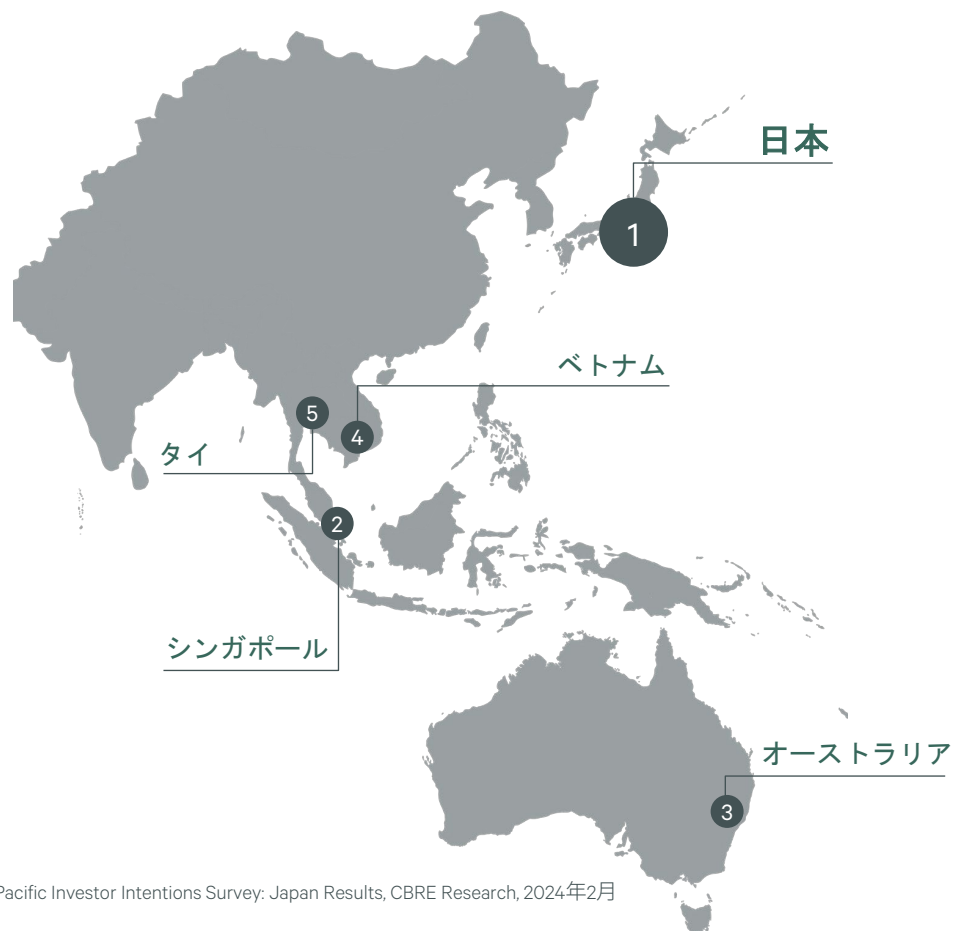 日本
1
ベトナム
5
4
タイ
2
シンガポール
オーストラリア
3
Pacific Investor Intentions Survey: Japan Results, CBRE Research, 2024年2月